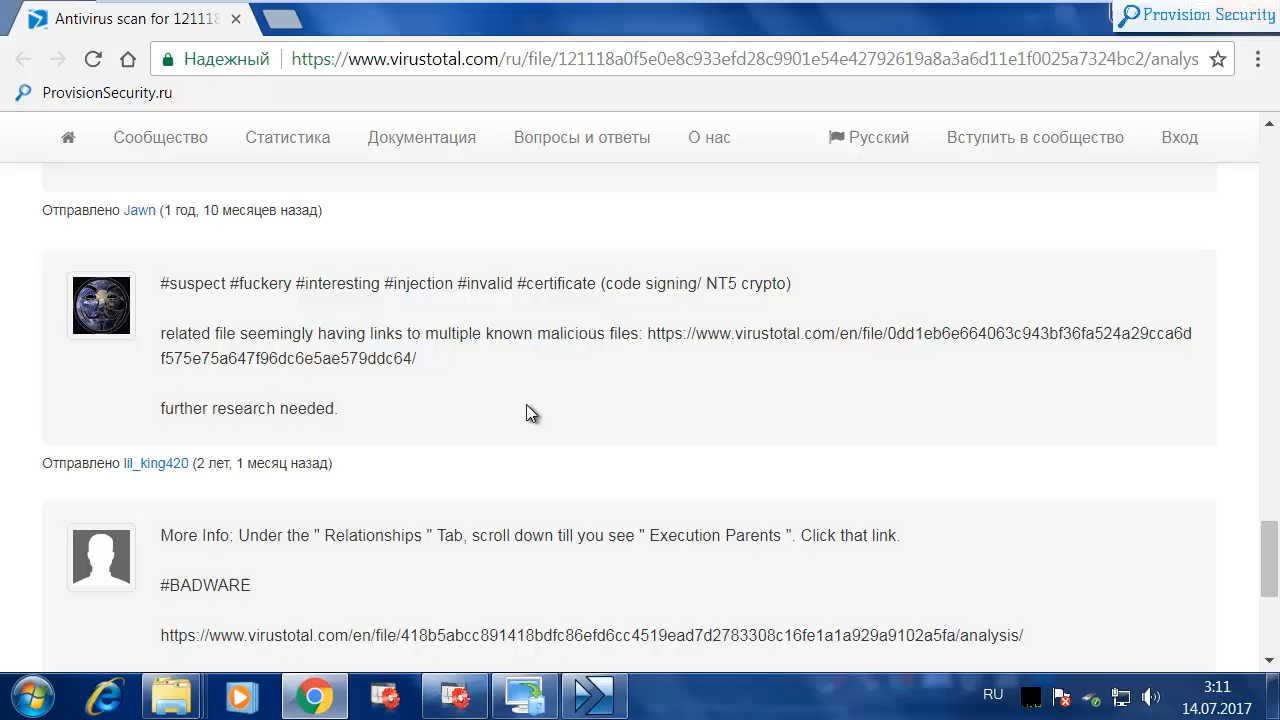 Antivirus scan for 121118
Provision Security
Надежный
https://www.virustotal.com/ru/file/121118a0f5e0e8c933efd28c9901e54e42792619a8a3a6d11e1f0025a7324bc2/analys
ProvisionSecurity.ru
Сообщество Статистика Документация Вопросы и ответы О нас Русский Вступить в сообщество Вход
Отправлено Jawn (1 год, 10 месяцев назад)
#suspect #fuckery #interesting #injection #invalid #certificate (code signing/ NT5 crypto)
related file seemingly having links to multiple known malicious files: https://www.virustotal.com/en/file/0dd1eb6e664063c943bf36fa524a29cca6d
f575e75a647f96dc6e5ae579ddc64/
further research needed.
Отправлено lil_king420 (2 лет, 1 месяц назад)
More Info: Under the " Relationships " Tab, scroll down till you see " Execution Parents ". Click that link.
#BADWARE
https://www.virustotal.com/en/file/418b5abcc891418bdfc86efd6cc4519ead7d2783308c16fe1a1a929a9102a5fa/analysis/
RU
3:11
14.07.2017